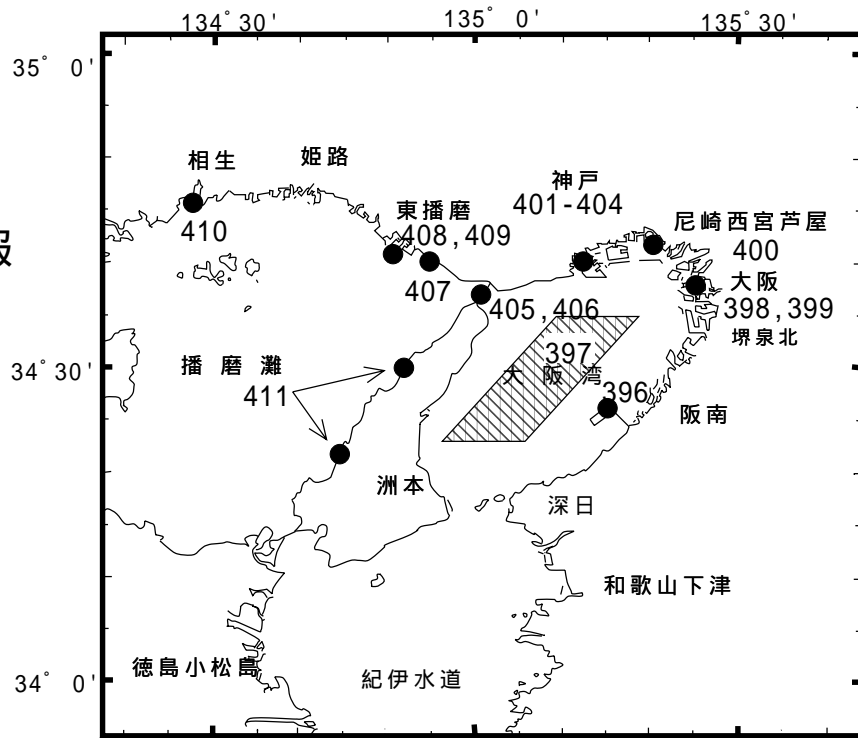 134° 30'
135° 0'
135° 30'
35° 0'
相生
姫路
神戸
401-404
東播磨
408,409
尼崎西宮芦屋
400
410
報
407
大阪
398,399
405,406
堺泉北
34° 30'
播磨灘
397
大阪湾
411
396
阪南
洲本
深日
和歌山下津
徳島小松島
紀伊水道
34° 0'